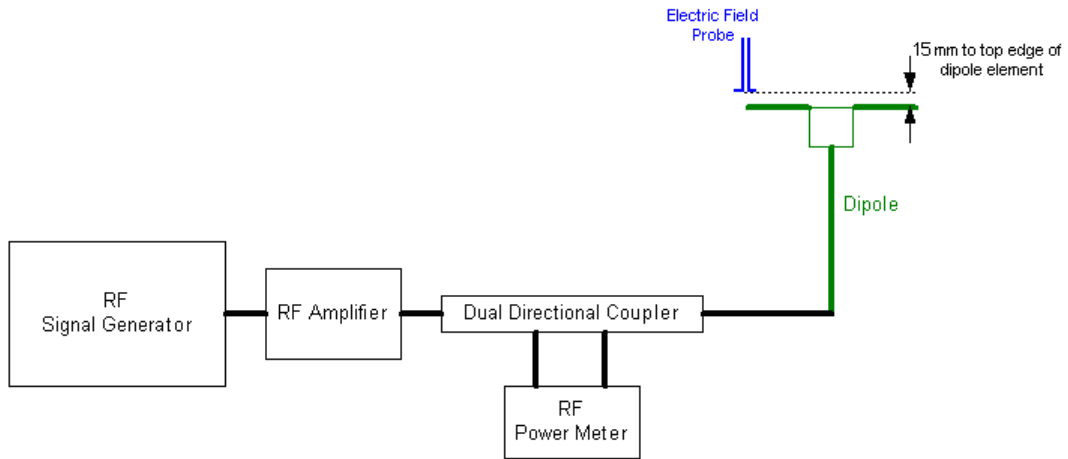 Electric Field
Probe
15 mm to top edge of
dipole element
Dipole
RF
Signal Generator
RF Amplifier
Dual Directional Coupler
RF
Power Meter